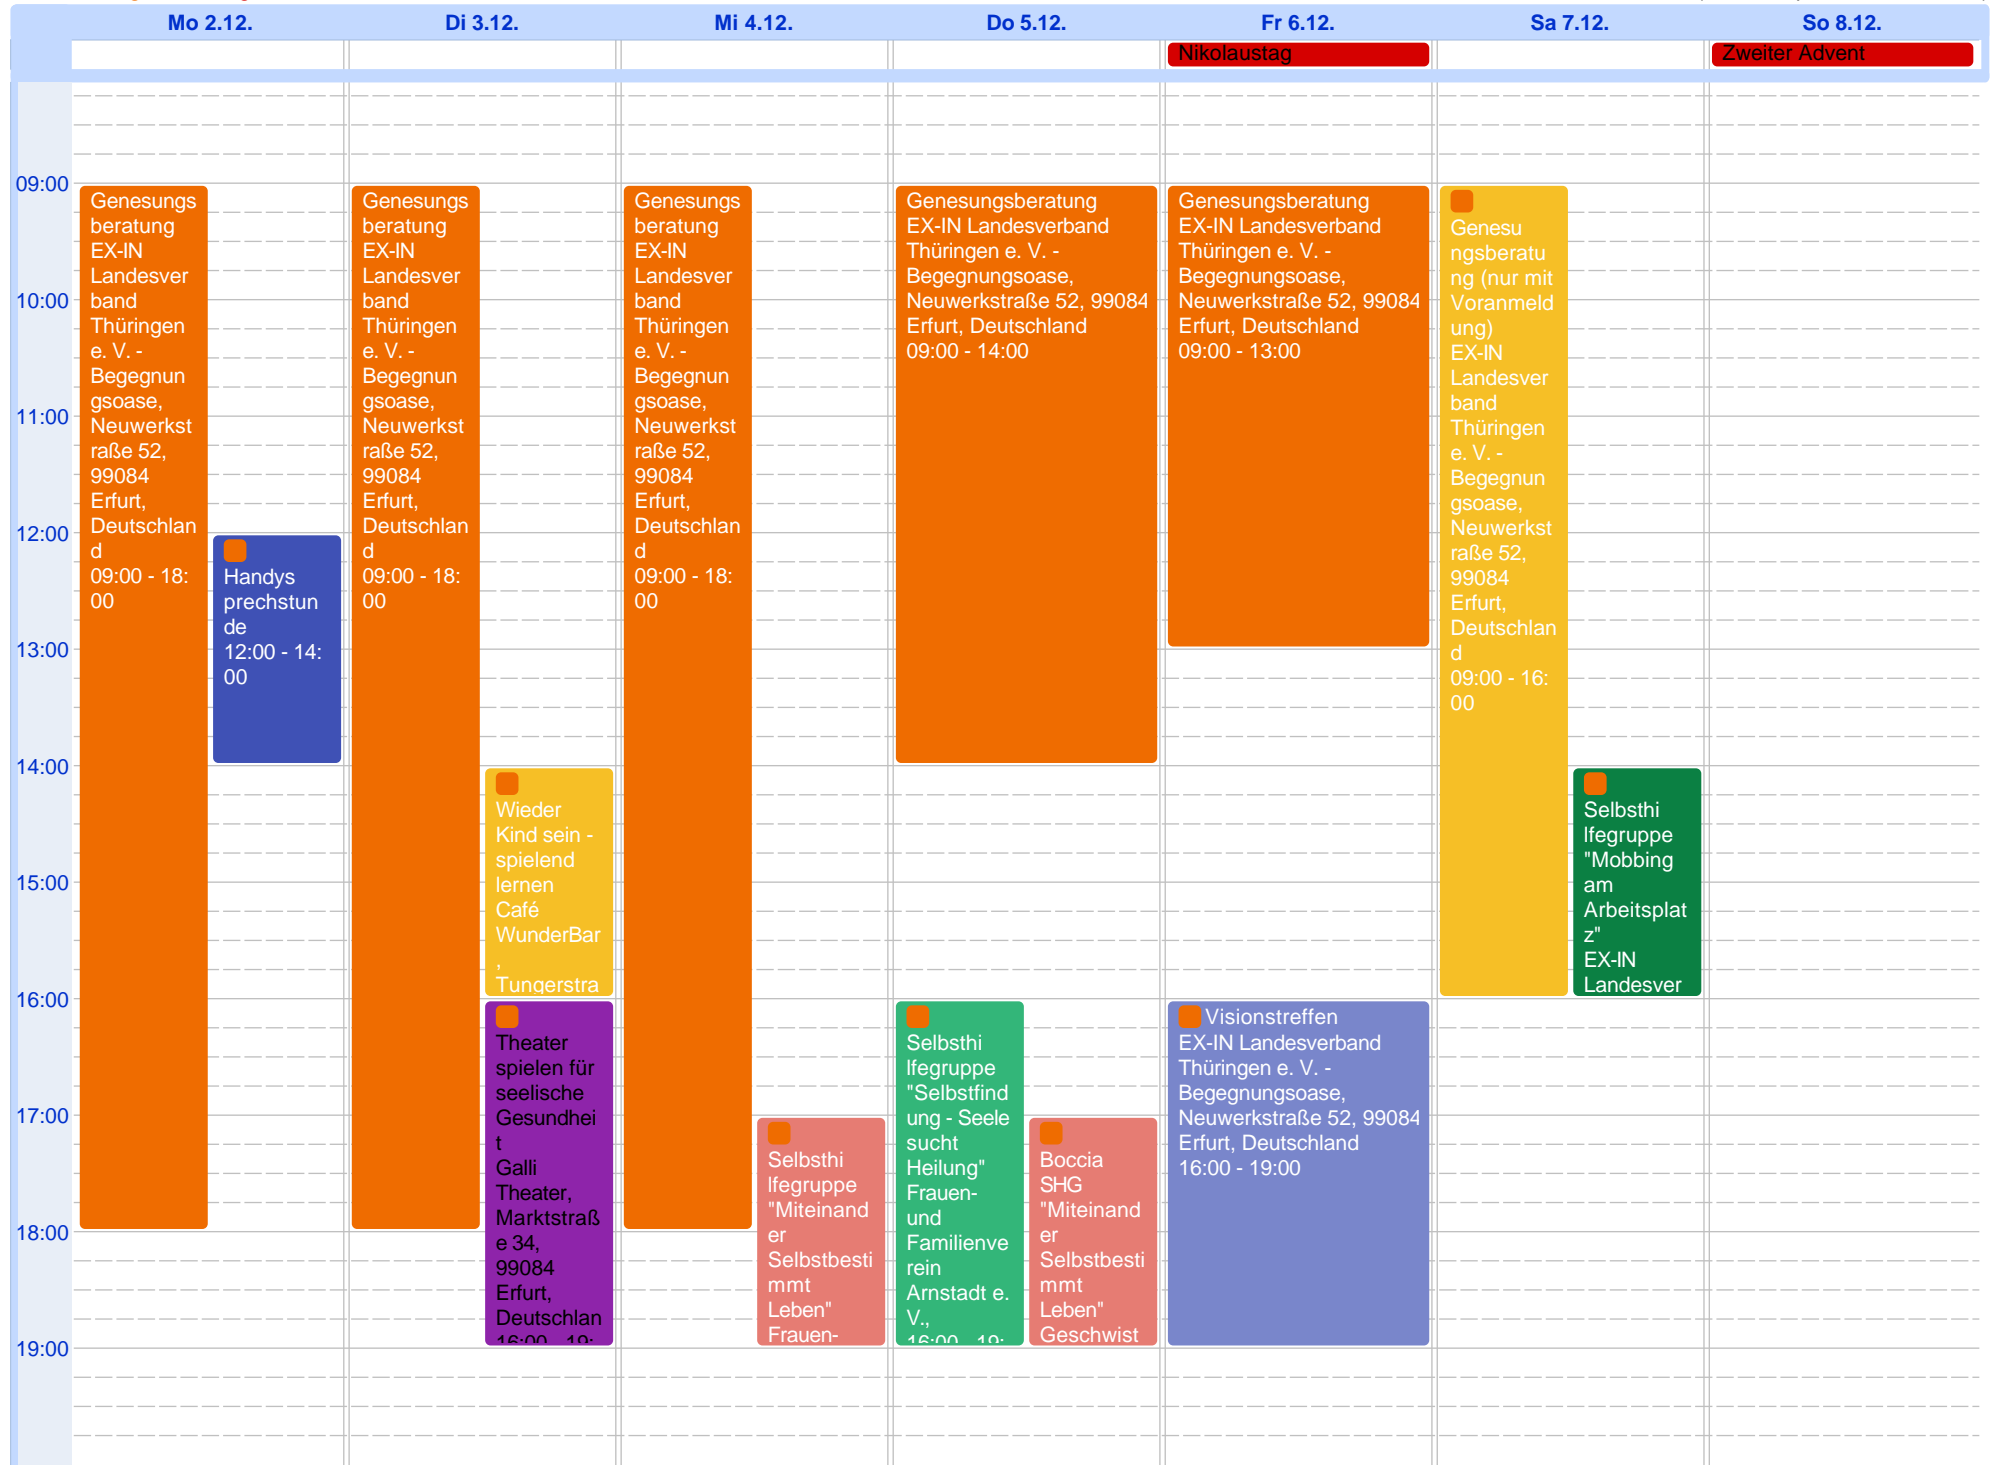 Mo 2.12.
Di 3.12.
Mi 4.12.
Do 5.12.
Fr 6.12.
Sa 7.12.
So 8.12.
Nikolaustag
Zweiter Advent
09:00
10:00
11:00
12:00
13:00
14:00
15:00
16:00
17:00
18:00
19:00
Genesungs
beratung
EX-IN
Landesver
band
Thüringen
e. V. -
Begegnun
gsoase,
Neuwerkst
raße 52,
99084
Erfurt,
Deutschlan
d
09:00 - 18:
00
Handys
prechstun
de
12:00 - 14:
00
Genesungs
beratung
EX-IN
Landesver
band
Thüringen
e. V. -
Begegnun
gsoase,
Neuwerkst
raße 52,
99084
Erfurt,
Deutschlan
d
09:00 - 18:
00
Wieder
Kind sein -
spielend
lernen
Café
WunderBar
,
Tungerstra
Theater
spielen für
seelische
Gesundhei
t
Galli
Theater,
Marktstraß
e 34,
99084
Erfurt,
Deutschlan
16:00 - 19:
Genesungs
beratung
EX-IN
Landesver
band
Thüringen
e. V. -
Begegnun
gsoase,
Neuwerkst
raße 52,
99084
Erfurt,
Deutschlan
d
09:00 - 18:
00
Selbsthi
lfegruppe
"Miteinand
er
Selbstbesti
mmt
Leben"
Frauen-
Genesungsberatung
EX-IN Landesverband
Thüringen e. V. -
Begegnungsoase,
Neuwerkstraße 52, 99084
Erfurt, Deutschland
09:00 - 14:00
Selbsthi
lfegruppe
"Selbstfind
ung - Seele
sucht
Heilung"
Frauen-
und
Familienve
rein
Arnstadt e.
V.,
16:00 - 19:
Boccia
SHG
"Miteinand
er
Selbstbesti
mmt
Leben"
Geschwist
Genesungsberatung
EX-IN Landesverband
Thüringen e. V. -
Begegnungsoase,
Neuwerkstraße 52, 99084
Erfurt, Deutschland
09:00 - 13:00
Visionstreffen
EX-IN Landesverband
Thüringen e. V. -
Begegnungsoase,
Neuwerkstraße 52, 99084
Erfurt, Deutschland
16:00 - 19:00
Genesu
ngsberatu
ng (nur mit
Voranmeld
ung)
EX-IN
Landesver
band
Thüringen
e. V. -
Begegnun
gsoase,
Neuwerkst
raße 52,
99084
Erfurt,
Deutschlan
d
09:00 - 16:
00
Selbsthi
lfegruppe
"Mobbing
am
Arbeitsplat
z"
EX-IN
Landesver